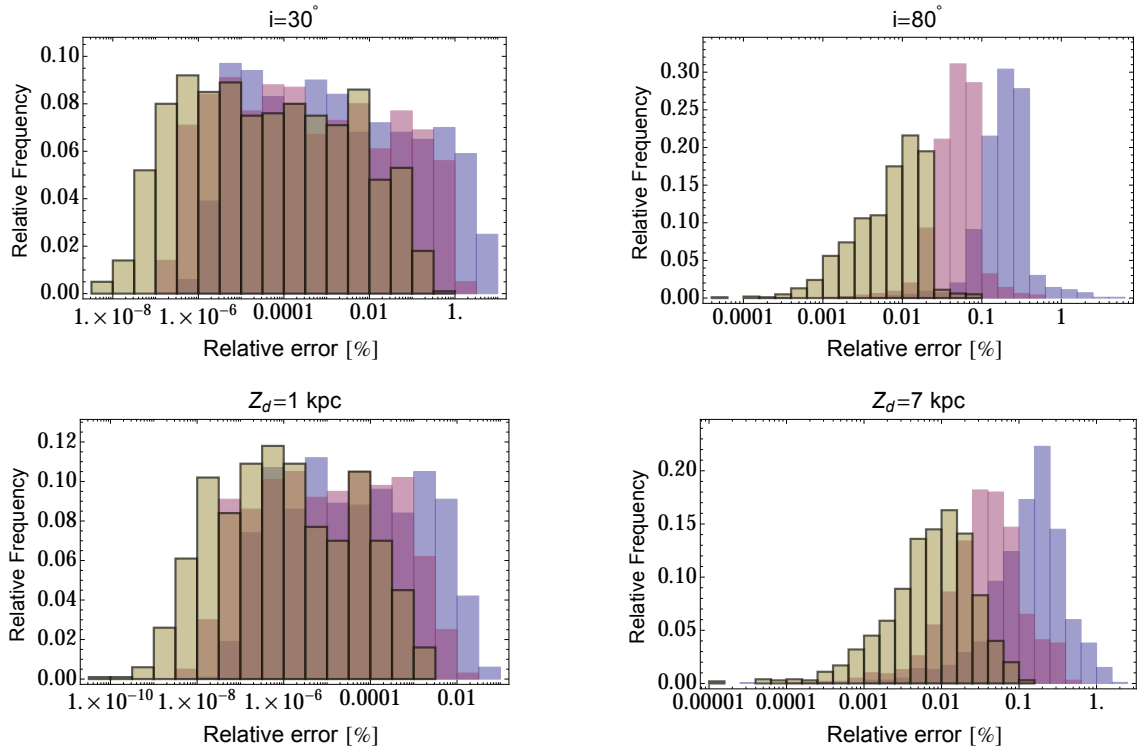 i=30°
Relative Frequency
0.10
0.08
0.06
0.04
0.02
0.00
1.×10⁻⁸ 1.×10⁻⁶ 0.0001 0.01 1.
Relative error [%]
i=80°
Relative Frequency
0.30
0.25
0.20
0.15
0.10
0.05
0.00
0.0001 0.001 0.01 0.1 1
Relative error [%]
Z_d=1 kpc
Relative Frequency
0.12
0.10
0.08
0.06
0.04
0.02
0.00
1.×10⁻¹⁰ 1.×10⁻⁸ 1.×10⁻⁶ 0.0001 0.01
Relative error [%]
Z_d=7 kpc
Relative Frequency
0.20
0.15
0.10
0.05
0.00
0.00001 0.0001 0.001 0.01 0.1 1.
Relative error [%]